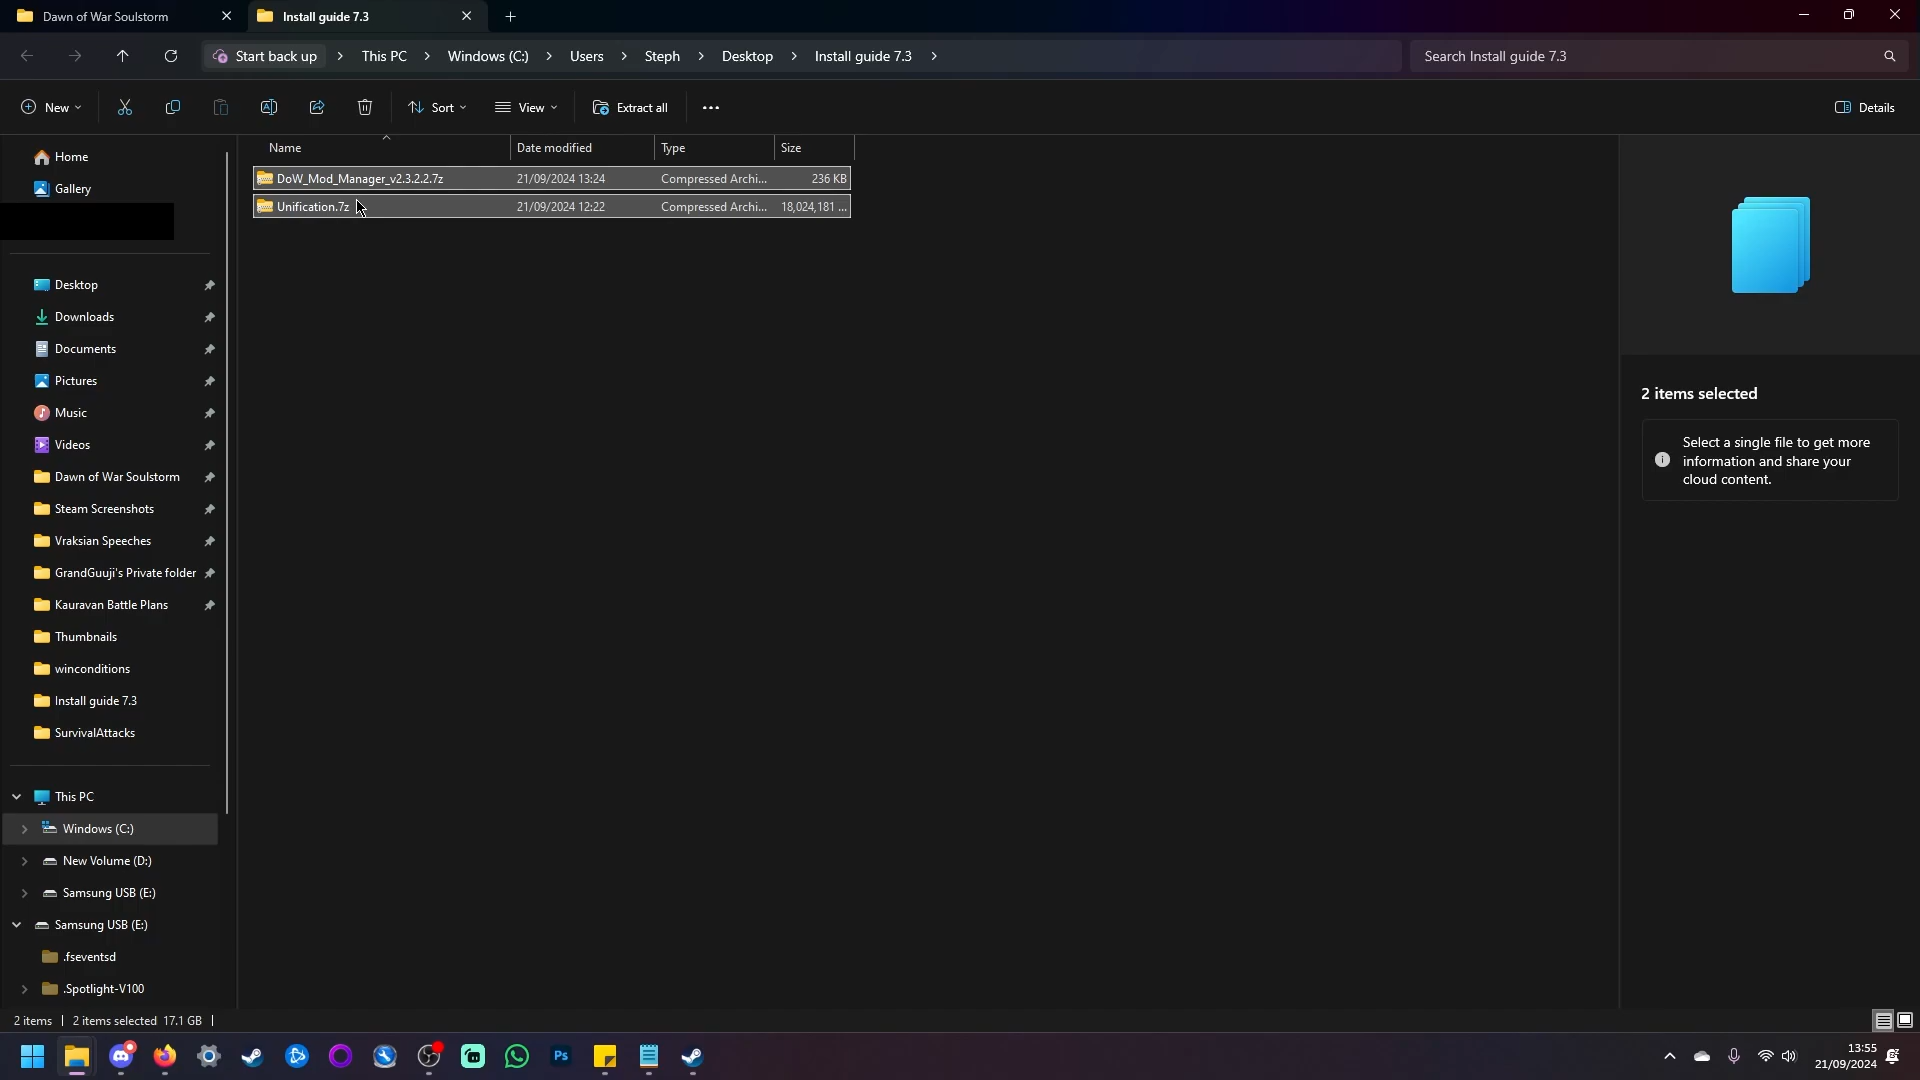 Dawn of War Soulstorm
Install guide 7.3
Start back up
This PC
Windows (C:)
Users
Steph
Desktop
Install guide 7.3
Search Install guide 7.3
New
Sort
View
Extract all
Details
Name
Date modified
Type
Size
DoW_Mod_Manager_v2.3.2.2.7z
21/09/2024 13:24
Compressed Archi...
236 KB
Unification.7z
21/09/2024 12:22
Compressed Archi...
18,024,181 ...
Home
Gallery
Desktop
Downloads
Documents
Pictures
Music
Videos
Dawn of War Soulstorm
Steam Screenshots
Vraksian Speeches
GrandGuuji's Private folder
Kauravan Battle Plans
Thumbnails
winconditions
Install guide 7.3
SurvivalAttacks
This PC
Windows (C:)
New Volume (D:)
Samsung USB (E:)
Samsung USB (E:)
.fseventsd
.Spotlight-V100
2 items selected
Select a single file to get more
information and share your
cloud content.
2 items
2 items selected 17.1 GB
Ps
13:55
21/09/2024